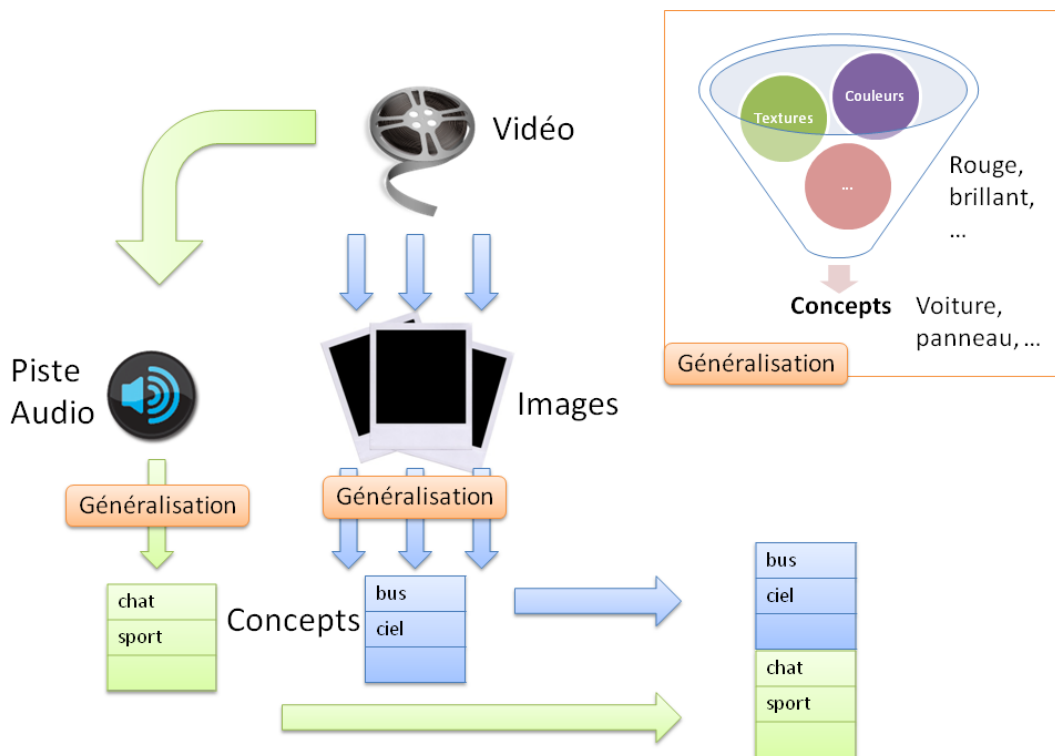 Vidéo
Piste
Audio
Images
Généralisation
Généralisation
chat
sport
Concepts
bus
ciel
bus
ciel
chat
sport
Textures
Couleurs
...
Rouge,
brillant,
...
Concepts
Voiture,
panneau, ...
Généralisation